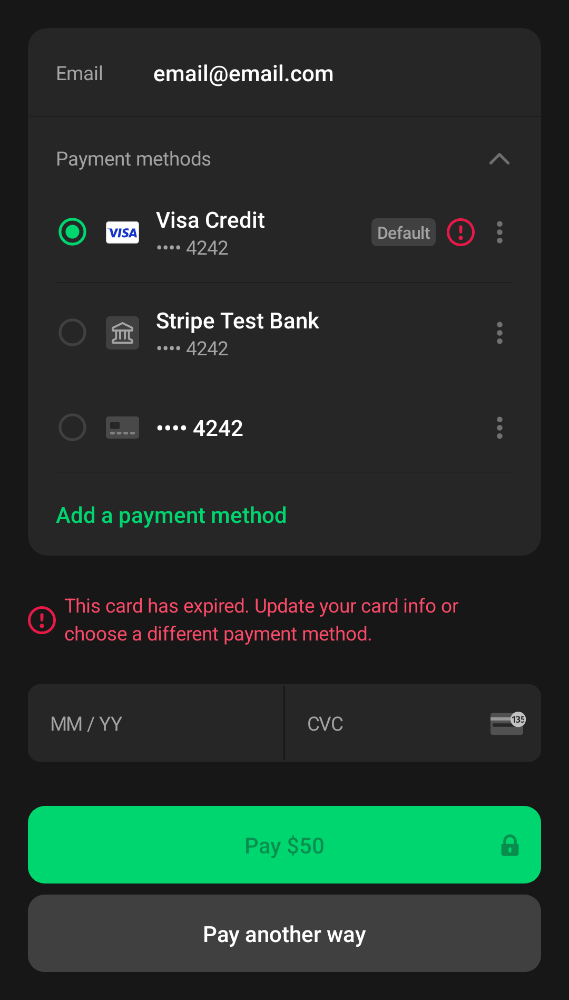 Email email@email.com
Payment methods
VISA Visa Credit Default
•••• 4242
Stripe Test Bank
•••• 4242
•••• 4242
Add a payment method
This card has expired. Update your card info or
choose a different payment method.
MM / YY CVC 135
Pay $50
Pay another way